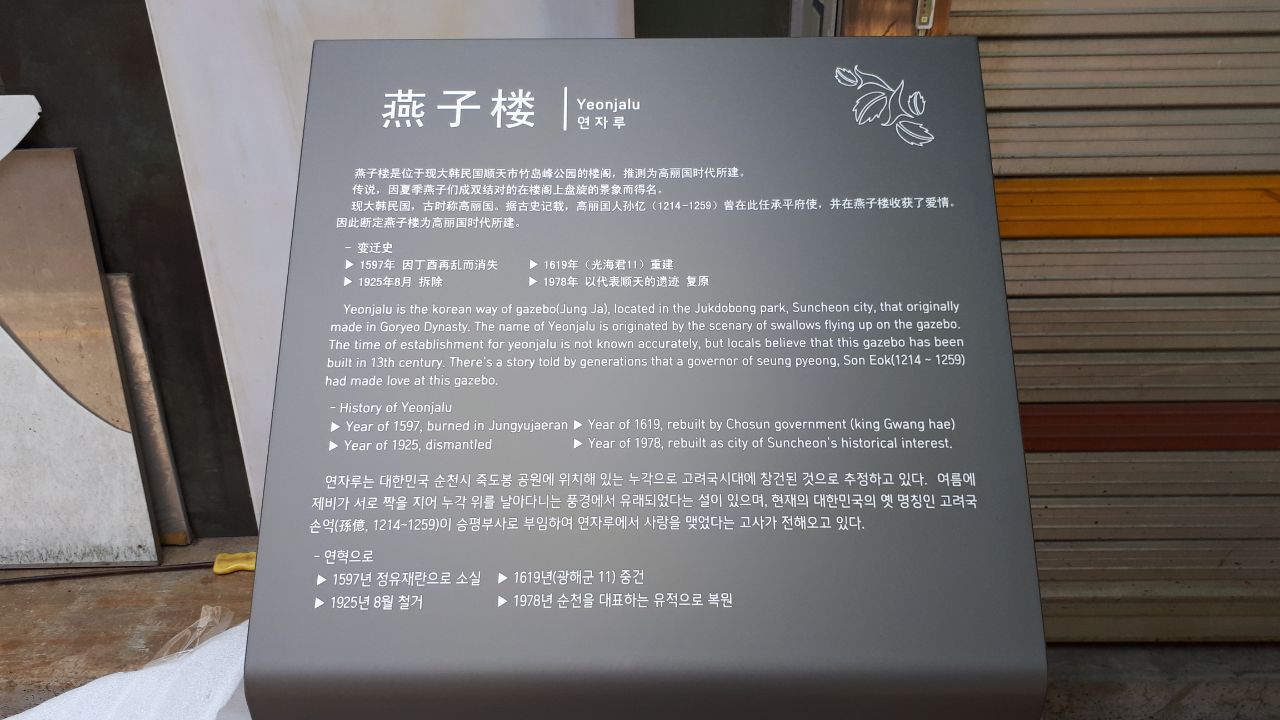 燕子楼
Yeonjalu
연자루
燕子楼是位于现大韩民国顺天市竹岛峰公园的楼阁，推测为高丽国时代所建。
传说，因夏季燕子们成双结对的在楼阁上盘旋的景象而得名。
现大韩民国，古时称高丽国。据古史记载，高丽国人孙亿（1214-1259）曾在此任承平府使，并在燕子楼收获了爱情。
因此断定燕子楼为高丽国时代所建。
- 变迁史
▶ 1597年 因丁酉再乱而消失 ▶ 1619年（光海君11）重建
▶ 1925年8月 拆除 ▶ 1978年 以代表顺天的遗迹 复原
Yeonjalu is the korean way of gazebo(Jung Ja), located in the Jukdobong park, Suncheon city, that originally
made in Goryeo Dynasty. The name of Yeonjalu is originated by the scenary of swallows flying up on the gazebo.
The time of establishment for yeonjalu is not known accurately, but locals believe that this gazebo has been
built in 13th century. There's a story told by generations that a governor of seung pyeong, Son Eok(1214 ~ 1259)
had made love at this gazebo.
- History of Yeonjalu
▶ Year of 1597, burned in Jungyujaeran ▶ Year of 1619, rebuilt by Chosun government (king Gwang hae)
▶ Year of 1925, dismantled ▶ Year of 1978, rebuilt as city of Suncheon's historical interest.
연자루는 대한민국 순천시 죽도봉 공원에 위치해 있는 누각으로 고려국시대에 창건된 것으로 추정하고 있다. 여름에
제비가 서로 짝을 지어 누각 위를 날아다니는 풍경에서 유래되었다는 설이 있으며, 현재의 대한민국의 옛 명칭인 고려국
손억(孫億, 1214~1259)이 승평부사로 부임하여 연자루에서 사랑을 맺었다는 고사가 전해오고 있다.
- 연혁으로
▶ 1597년 정유재란으로 소실 ▶ 1619년(광해군 11) 중건
▶ 1925년 8월 철거 ▶ 1978년 순천을 대표하는 유적으로 복원